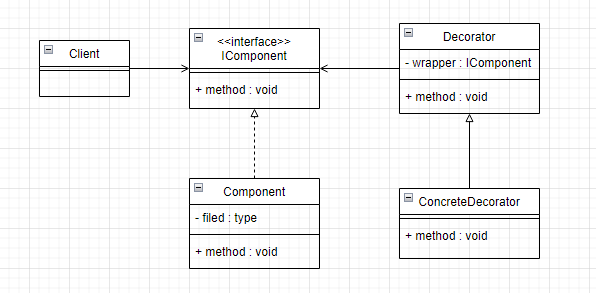 Client
<<interface>>
IComponent
+ method : void
Decorator
- wrapper : IComponent
+ method : void
Component
- filed : type
+ method : void
ConcreteDecorator
+ method : void